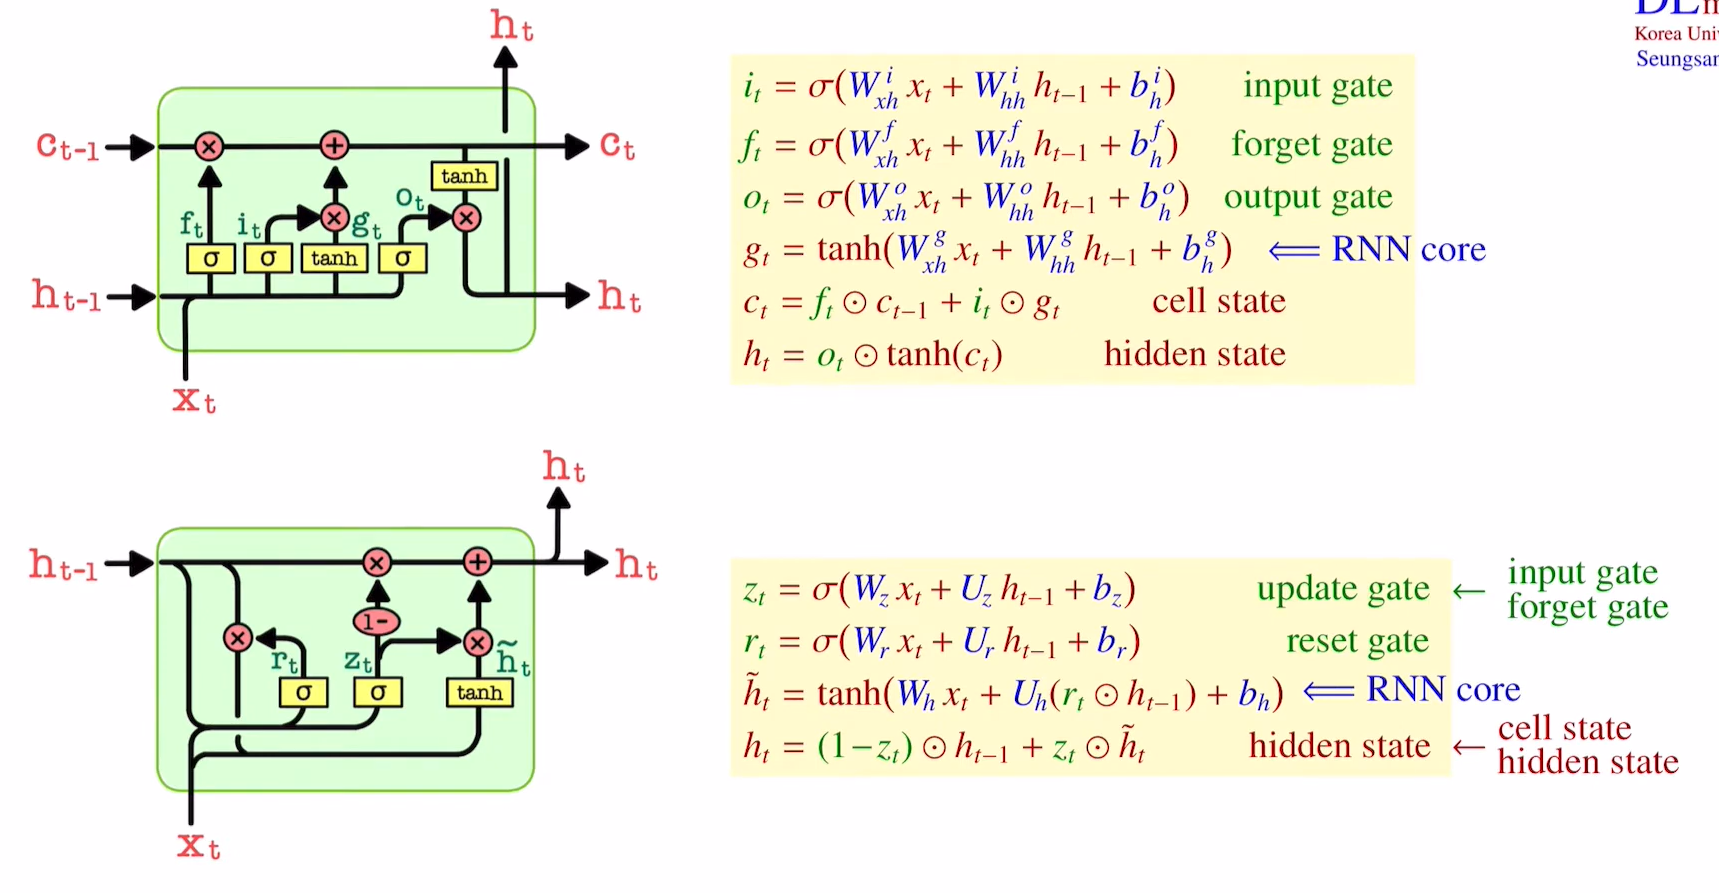 DLm
Korea Uni
Seungsan
h_t
c_{t-1}
c_t
tanh
f_t i_t g_t o_t
σ σ tanh σ
h_{t-1}
h_t
x_t
i_t = σ(W^i_{xh} x_t + W^i_{hh} h_{t-1} + b^i_h) input gate
f_t = σ(W^f_{xh} x_t + W^f_{hh} h_{t-1} + b^f_h) forget gate
o_t = σ(W^o_{xh} x_t + W^o_{hh} h_{t-1} + b^o_h) output gate
g_t = tanh(W^g_{xh} x_t + W^g_{hh} h_{t-1} + b^g_h) ⟸ RNN core
c_t = f_t ⊙ c_{t-1} + i_t ⊙ g_t cell state
h_t = o_t ⊙ tanh(c_t) hidden state
h_t
h_{t-1}
h_t
1-
r_t z_t h̃_t
σ σ tanh
x_t
z_t = σ(W_z x_t + U_z h_{t-1} + b_z) update gate ← input gate
forget gate
r_t = σ(W_r x_t + U_r h_{t-1} + b_r) reset gate
h̃_t = tanh(W_h x_t + U_h(r_t ⊙ h_{t-1}) + b_h) ⟸ RNN core
h_t = (1−z_t) ⊙ h_{t-1} + z_t ⊙ h̃_t hidden state ← cell state
hidden state